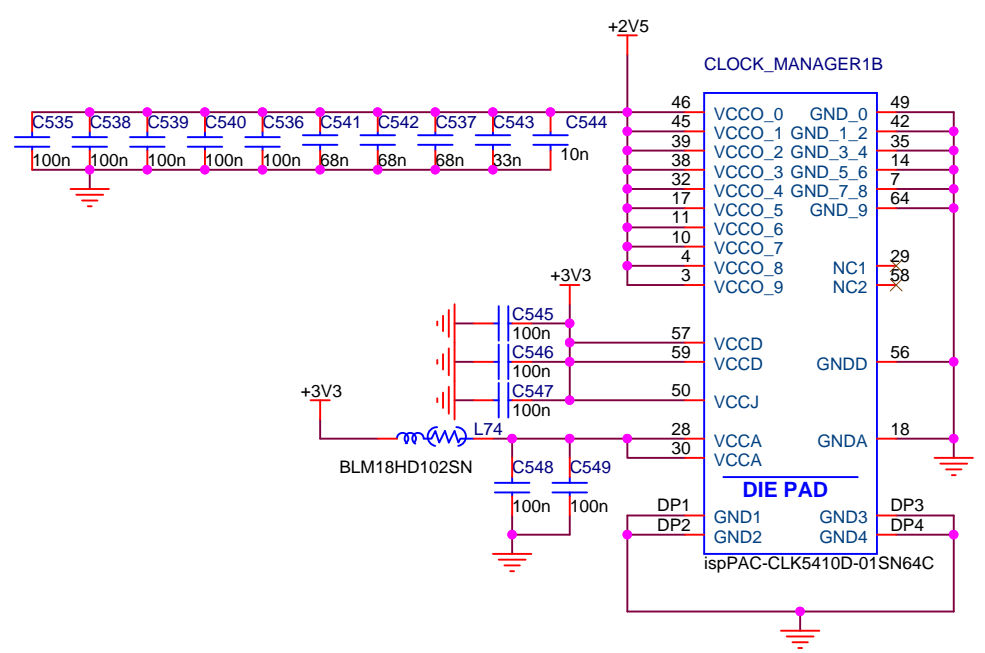 +2V5
CLOCK_MANAGER1B
C535 C538 C539 C540 C536 C541 C542 C537 C543 C544
100n 100n 100n 100n 100n 68n 68n 68n 33n 10n
46 VCCO_0 GND_0 49
45 VCCO_1 GND_1_2 42
39 VCCO_2 GND_3_4 35
38 VCCO_3 GND_5_6 14
32 VCCO_4 GND_7_8 7
17 VCCO_5 GND_9 64
11 VCCO_6
10 VCCO_7
4 VCCO_8 NC1 29
3 VCCO_9 NC2 58
+3V3
C545
100n
57 VCCD
C546
100n
59 VCCD GNDD 56
C547
100n
50 VCCJ
+3V3
L74
BLM18HD102SN
28 VCCA GNDA 18
30 VCCA
C548 C549
100n 100n
DIE PAD
DP1 GND1 GND3 DP3
DP2 GND2 GND4 DP4
ispPAC-CLK5410D-01SN64C